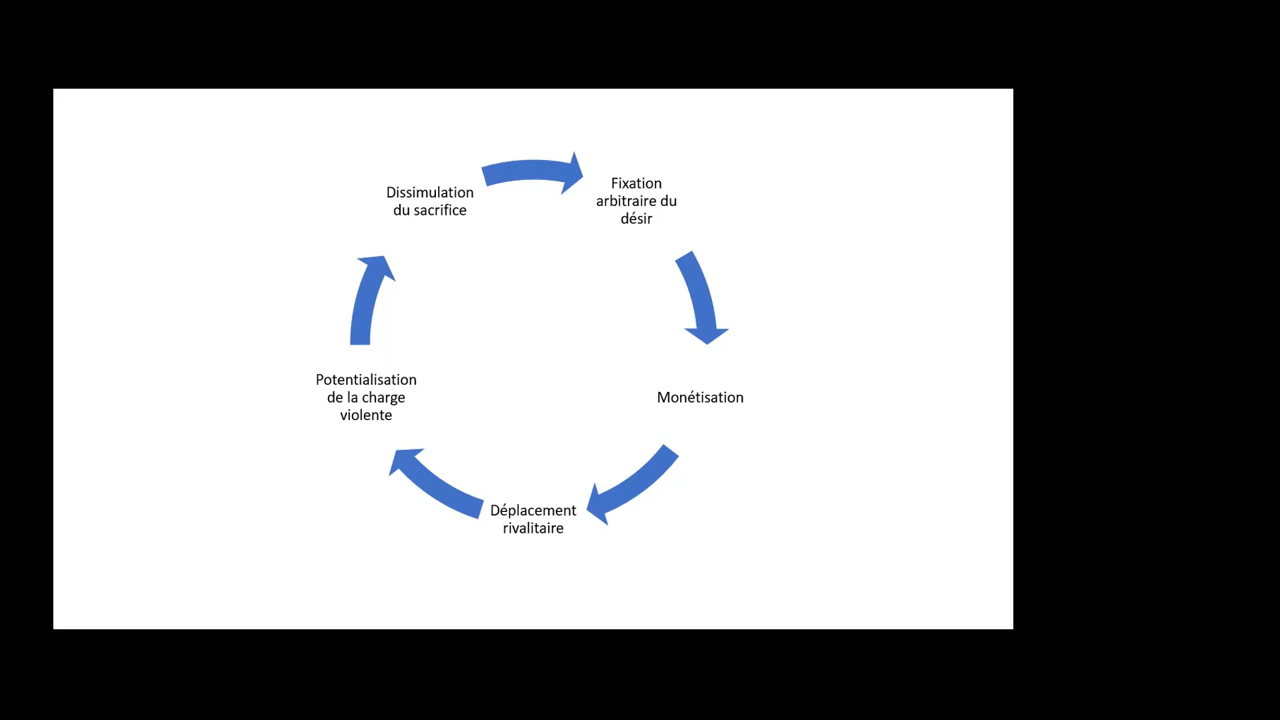 Dissimulation
du sacrifice
Fixation
arbitraire du
désir
Monétisation
Déplacement
rivalitaire
Potentialisation
de la charge
violente